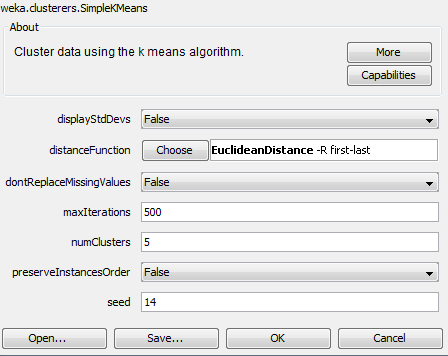 weka.clusterers.SimpleKMeans
About
Cluster data using the k means algorithm.
More
Capabilities
displayStdDevs False
distanceFunction Choose EuclideanDistance -R first-last
dontReplaceMissingValues False
maxIterations 500
numClusters 5
preserveInstancesOrder False
seed 14
Open... Save... OK Cancel